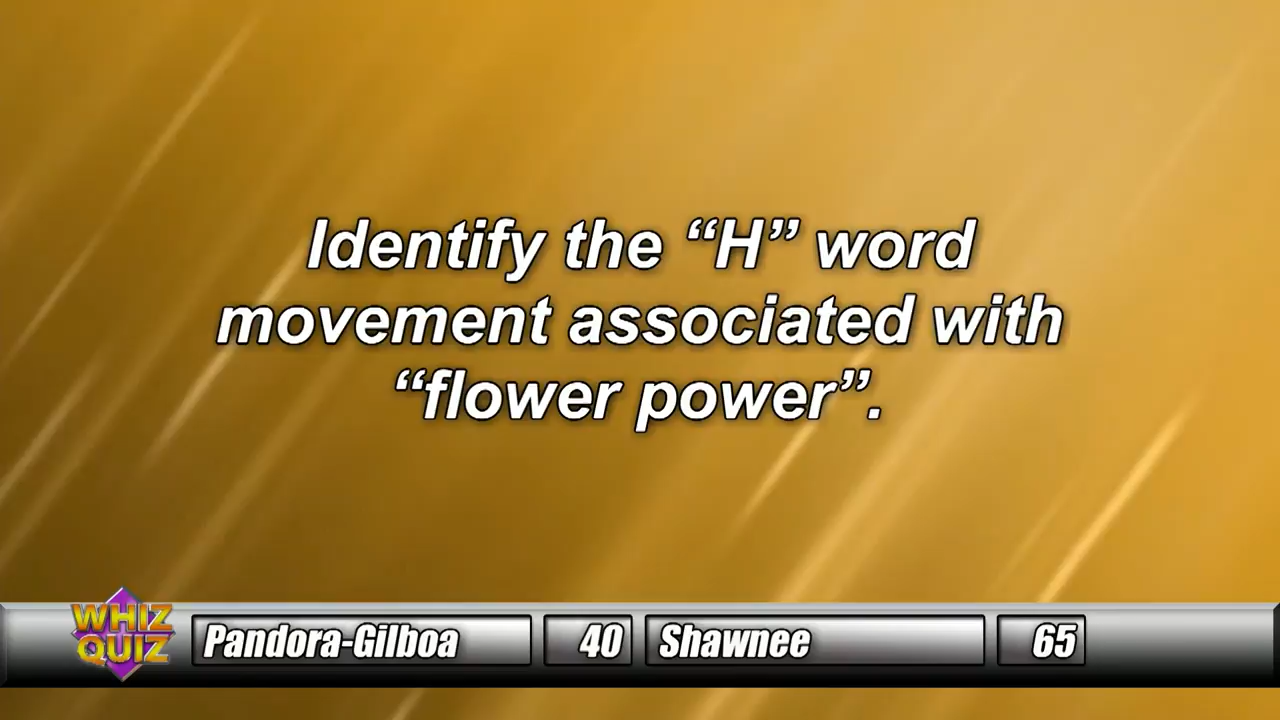 Identify the “H” word
movement associated with
“flower power”.
WHIZ
QUIZ
Pandora-Gilboa 40 Shawnee 65